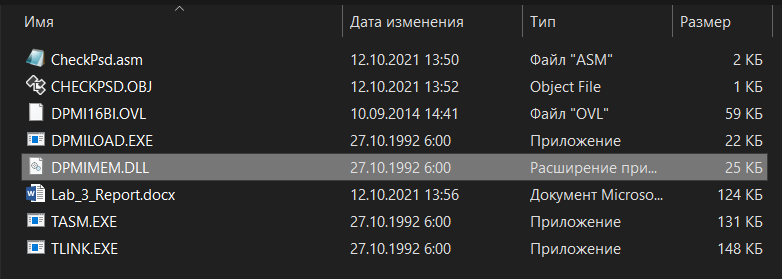 Имя Дата изменения Тип Размер
CheckPsd.asm 12.10.2021 13:50 Файл "ASM" 2 КБ
CHECKPSD.OBJ 12.10.2021 13:52 Object File 1 КБ
DPMI16BI.OVL 10.09.2014 14:41 Файл "OVL" 59 КБ
DPMILOAD.EXE 27.10.1992 6:00 Приложение 22 КБ
DPMIMEM.DLL 27.10.1992 6:00 Расширение при... 25 КБ
Lab_3_Report.docx 12.10.2021 13:56 Документ Microso... 124 КБ
TASM.EXE 27.10.1992 6:00 Приложение 131 КБ
TLINK.EXE 27.10.1992 6:00 Приложение 148 КБ